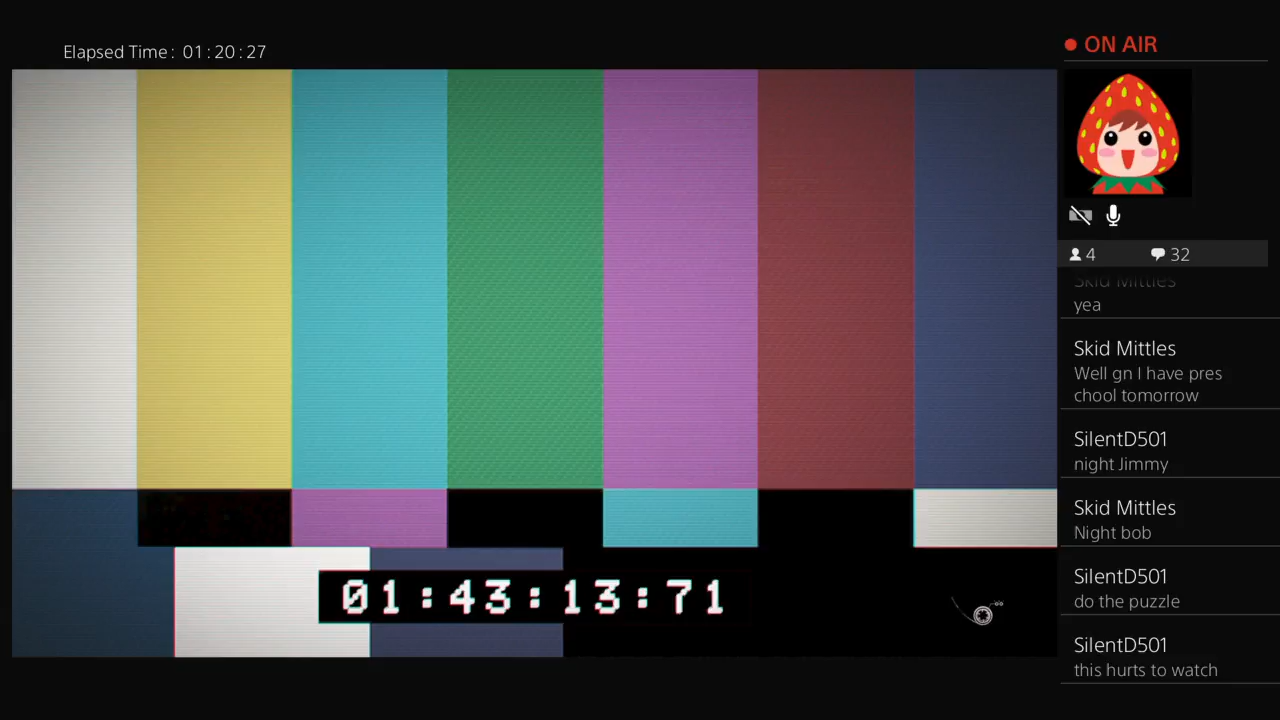 Elapsed Time: 01:20:27
ON AIR
4
32
Skid Mittles
yea
Skid Mittles
Well gn I have pres
chool tomorrow
SilentD501
night Jimmy
Skid Mittles
Night bob
SilentD501
do the puzzle
SilentD501
this hurts to watch
01:43:13:71